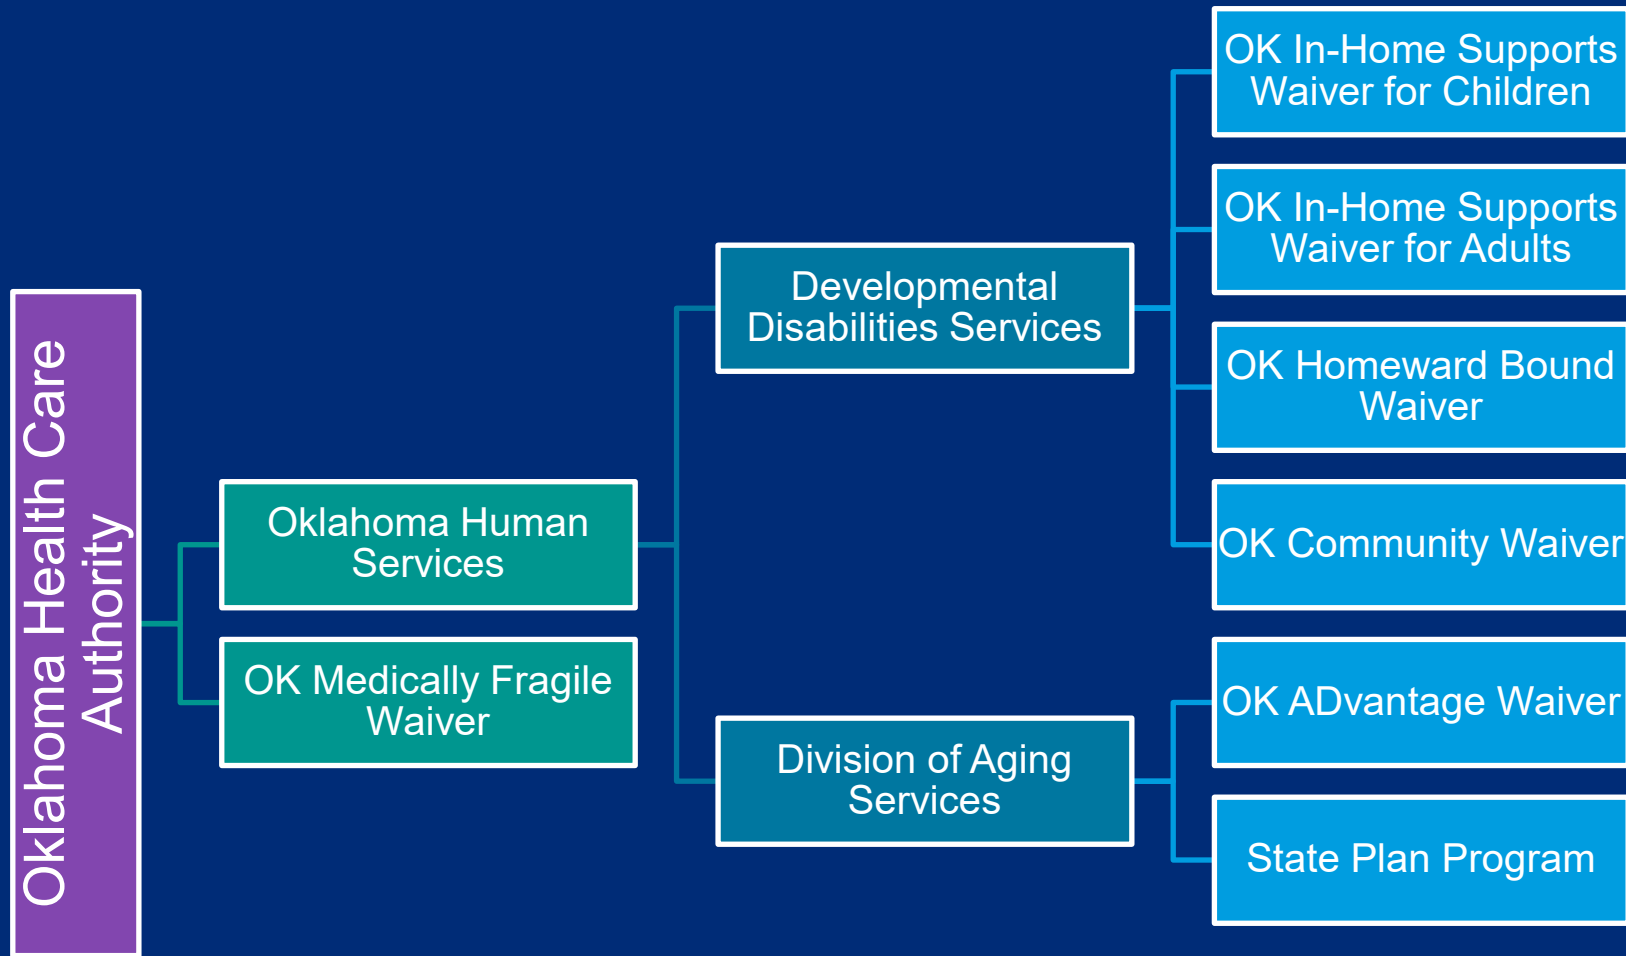 Oklahoma Health Care
Authority
Oklahoma Human
Services
OK Medically Fragile
Waiver
Developmental
Disabilities Services
Division of Aging
Services
OK In-Home Supports
Waiver for Children
OK In-Home Supports
Waiver for Adults
OK Homeward Bound
Waiver
OK Community Waiver
OK ADvantage Waiver
State Plan Program